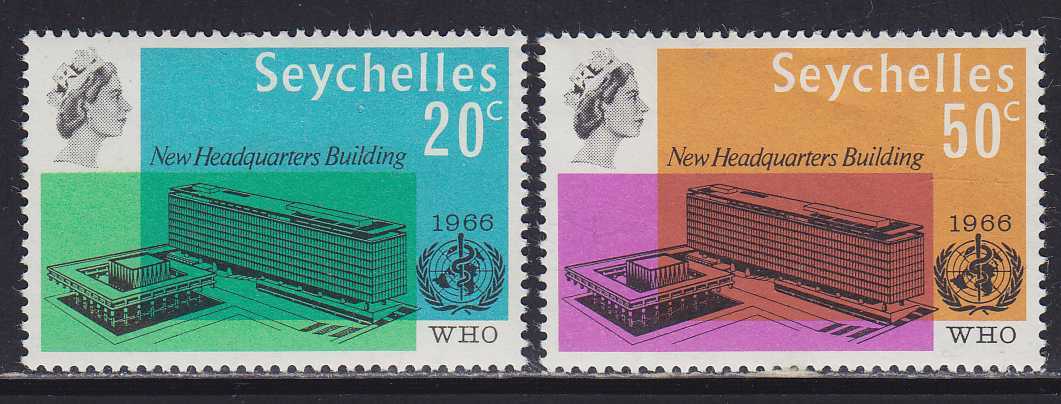 Seychelles
20c
New Headquarters Building
1966
WHO
Seychelles
50c
New Headquarters Building
1966
WHO